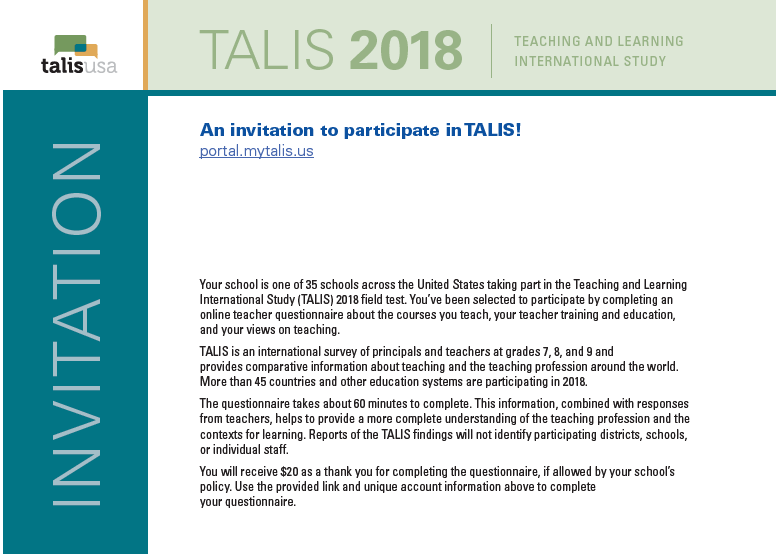 talisusa
TALIS 2018
TEACHING AND LEARNING
INTERNATIONAL STUDY
INVITATION
An invitation to participate in TALIS!
portal.mytalis.us
Your school is one of 35 schools across the United States taking part in the Teaching and Learning
International Study (TALIS) 2018 field test. You’ve been selected to participate by completing an
online teacher questionnaire about the courses you teach, your teacher training and education,
and your views on teaching.
TALIS is an international survey of principals and teachers at grades 7, 8, and 9 and
provides comparative information about teaching and the teaching profession around the world.
More than 45 countries and other education systems are participating in 2018.
The questionnaire takes about 60 minutes to complete. This information, combined with responses
from teachers, helps to provide a more complete understanding of the teaching profession and the
contexts for learning. Reports of the TALIS findings will not identify participating districts, schools,
or individual staff.
You will receive $20 as a thank you for completing the questionnaire, if allowed by your school’s
policy. Use the provided link and unique account information above to complete
your questionnaire.